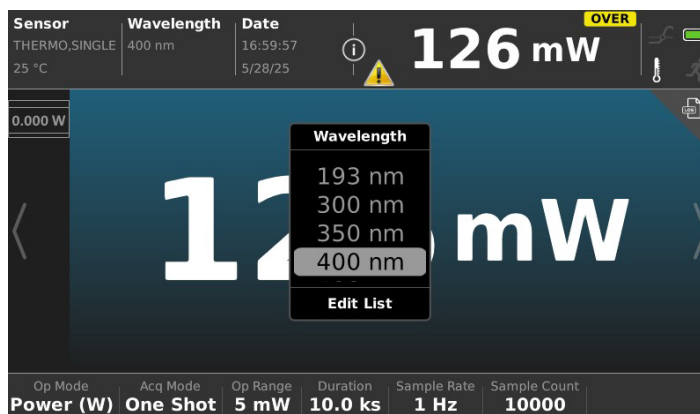 Sensor
THERMO,SINGLE
25 °C
Wavelength
400 nm
Date
16:59:57
5/28/25
i
126 mW
OVER
0.000 W
LOG
mW
Wavelength
193 nm
300 nm
350 nm
400 nm
Edit List
Op Mode
Power (W)
Acq Mode
One Shot
Op Range
5 mW
Duration
10.0 ks
Sample Rate
1 Hz
Sample Count
10000